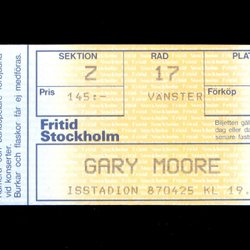 SEKTION RAD PLAT
Z 17
Pris 145:- VÄNSTER Förköp
Fritid
Stockholm
Biljetten gäll
dag eller da
senare fastst
GARY MOORE
ISSTADION 870425 KL 19.
vid konserter.
Burkar och flaskor får ej medföras.